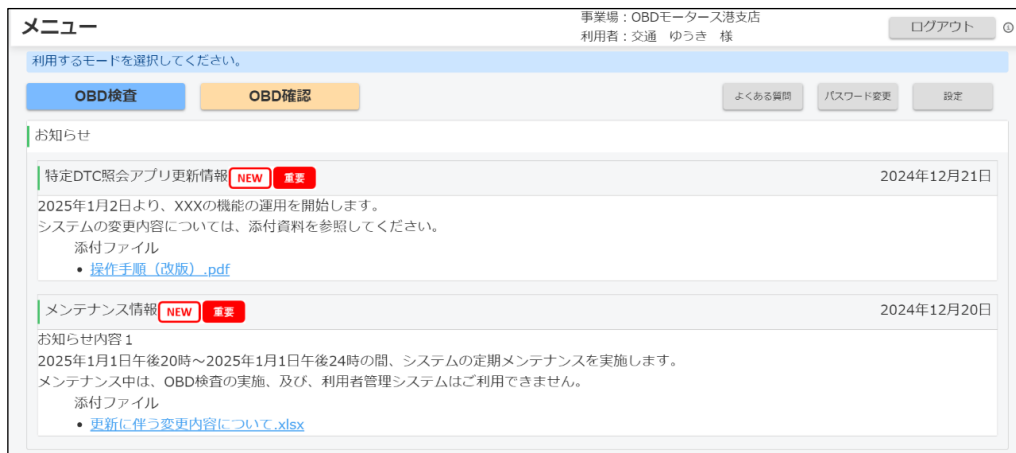 メニュー
事業場：OBDモータース港支店
利用者：交通　ゆうき　様
ログアウト
利用するモードを選択してください。
OBD検査
OBD確認
よくある質問
パスワード変更
設定
お知らせ
特定DTC照会アプリ更新情報 NEW 重要 2024年12月21日
2025年1月2日より、XXXの機能の運用を開始します。
システムの変更内容については、添付資料を参照してください。
添付ファイル
• 操作手順（改版）.pdf
メンテナンス情報 NEW 重要 2024年12月20日
お知らせ内容１
2025年1月1日午後20時～2025年1月1日午後24時の間、システムの定期メンテナンスを実施します。
メンテナンス中は、OBD検査の実施、及び、利用者管理システムはご利用できません。
添付ファイル
• 更新に伴う変更内容について.xlsx